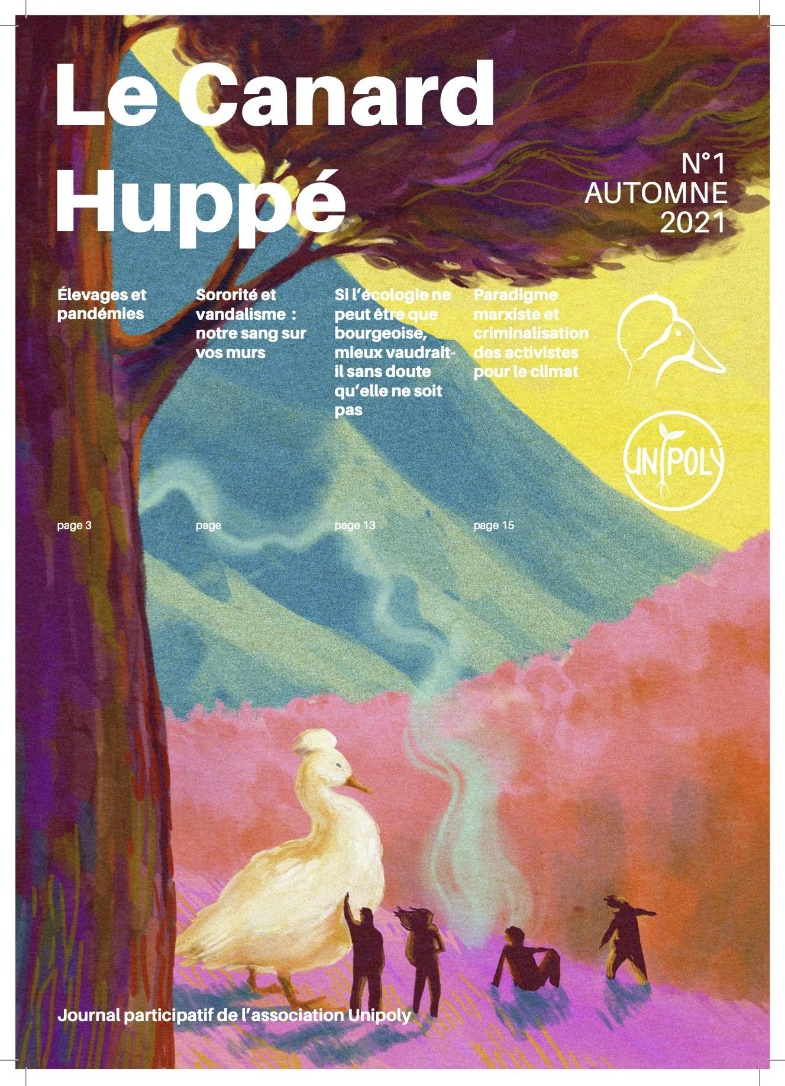 Le Canard
Huppé
N°1
AUTOMNE
2021
Élevages et
pandémies
page 3
Sororité et
vandalisme :
notre sang sur
vos murs
page
Si l'écologie ne
peut être que
bourgeoise,
mieux vaudrait-
il sans doute
qu'elle ne soit
pas
page 13
Paradigme
marxiste et
criminalisation
des activistes
pour le climat
page 15
UNIPOLY
Journal participatif de l'association Unipoly